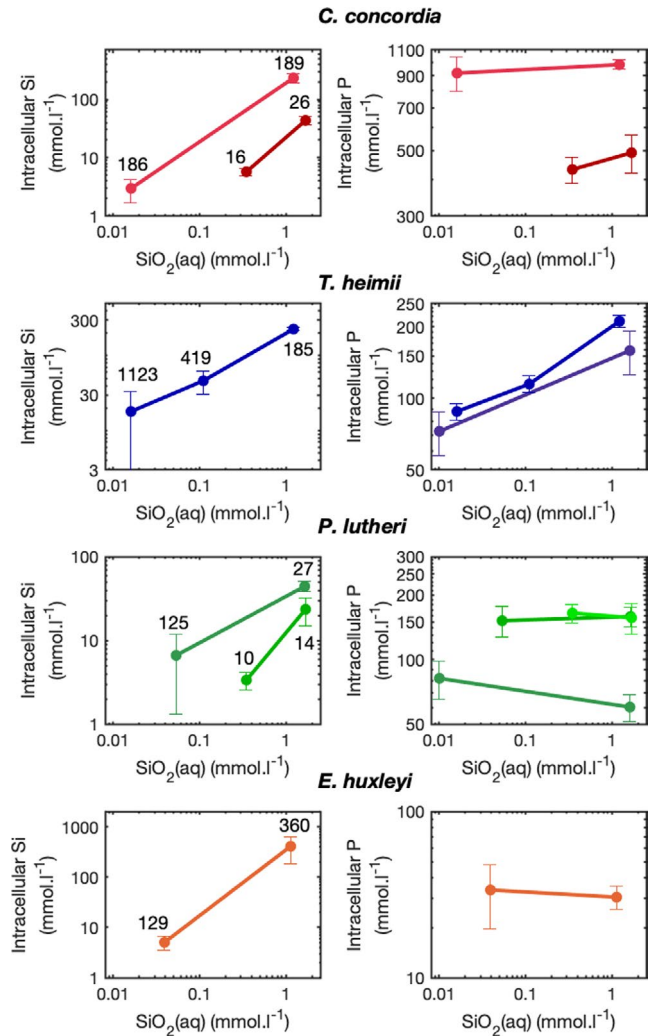 C. concordia
Intracellular Si
(mmol.l-1)
100
10
1
189
26
186
16
0.01
0.1
1
SiO2(aq) (mmol.l-1)
Intracellular P
(mmol.l-1)
1100
900
700
500
300
0.01
0.1
1
SiO2(aq) (mmol.l-1)
T. heimii
Intracellular Si
(mmol.l-1)
300
30
3
1123
419
185
0.01
0.1
1
SiO2(aq) (mmol.l-1)
Intracellular P
(mmol.l-1)
250
200
150
100
50
0.01
0.1
1
SiO2(aq) (mmol.l-1)
P. lutheri
Intracellular Si
(mmol.l-1)
100
10
1
27
125
10
14
0.01
0.1
1
SiO2(aq) (mmol.l-1)
Intracellular P
(mmol.l-1)
300
250
200
150
100
50
0.01
0.1
1
SiO2(aq) (mmol.l-1)
E. huxleyi
Intracellular Si
(mmol.l-1)
1000
100
10
1
360
129
0.01
0.1
1
SiO2(aq) (mmol.l-1)
Intracellular P
(mmol.l-1)
100
10
0.01
0.1
1
SiO2(aq) (mmol.l-1)